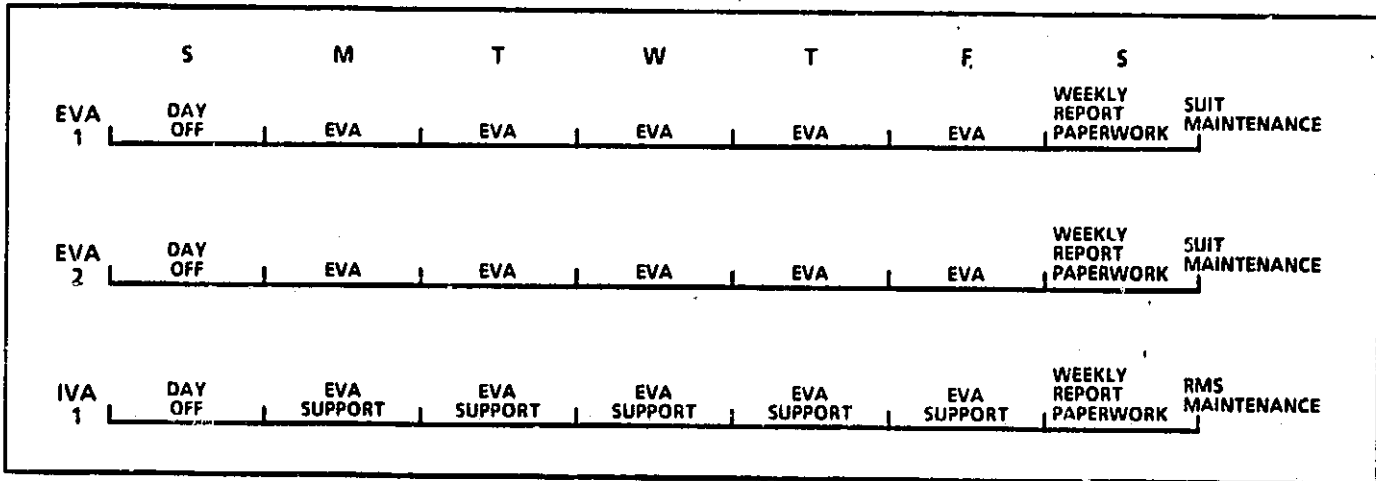 S M T W T F. S
EVA 1 DAY OFF EVA EVA EVA EVA EVA WEEKLY REPORT PAPERWORK SUIT MAINTENANCE
EVA 2 DAY OFF EVA EVA EVA EVA EVA WEEKLY REPORT PAPERWORK SUIT MAINTENANCE
IVA 1 DAY OFF EVA SUPPORT EVA SUPPORT EVA SUPPORT EVA SUPPORT EVA SUPPORT WEEKLY REPORT PAPERWORK RMS MAINTENANCE